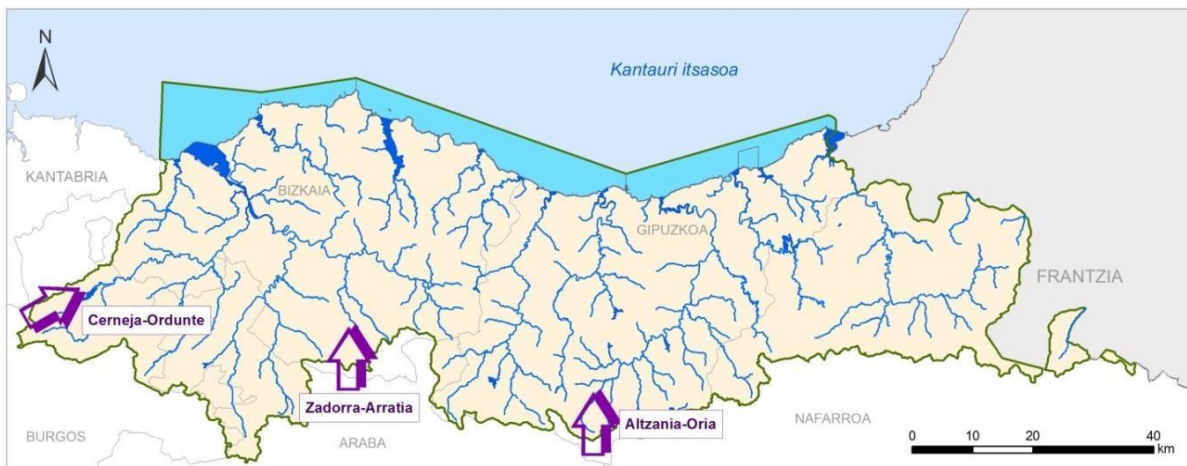 N
Kantauri itsasoa
KANTABRIA
BIZKAIA
GIPUZKOA
FRANTZIA
Cerneja-Ordunte
Zadorra-Arratia
Altzania-Oria
NAFARROA
BURGOS
ARABA
0 10 20 40
km